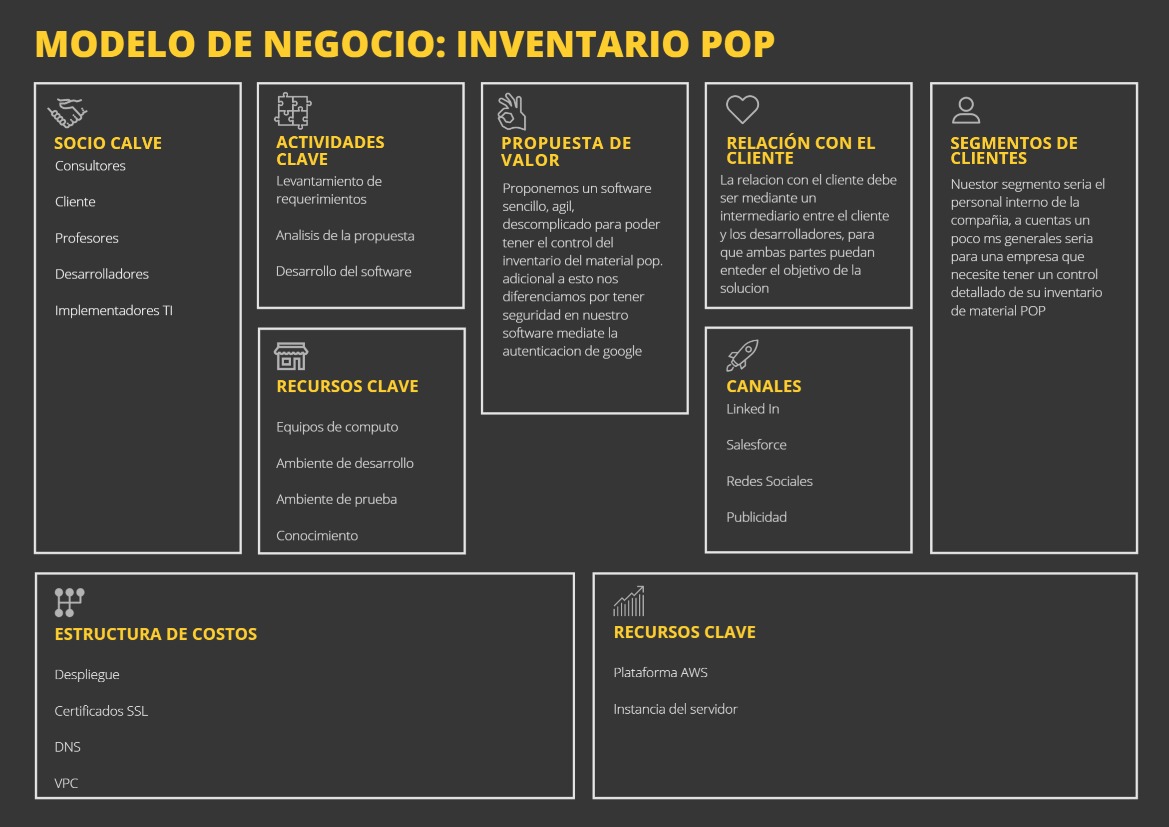 MODELO DE NEGOCIO: INVENTARIO POP
SOCIO CALVE
Consultores
Cliente
Profesores
Desarrolladores
Implementadores TI
ACTIVIDADES
CLAVE
Levantamiento de
requerimientos
Analisis de la propuesta
Desarrollo del software
RECURSOS CLAVE
Equipos de computo
Ambiente de desarrollo
Ambiente de prueba
Conocimiento
PROPUESTA DE
VALOR
Proponemos un software
sencillo, agil,
descomplicado para poder
tener el control del
inventario del material pop.
adicional a esto nos
diferenciamos por tener
seguridad en nuestro
software mediate la
autenticacion de google
RELACIÓN CON EL
CLIENTE
La relacion con el cliente debe
ser mediante un
intermediario entre el cliente
y los desarrolladores, para
que ambas partes puedan
enteder el objetivo de la
solucion
CANALES
Linked In
Salesforce
Redes Sociales
Publicidad
SEGMENTOS DE
CLIENTES
Nuestor segmento seria el
personal interno de la
compañia, a cuentas un
poco ms generales seria
para una empresa que
necesite tener un control
detallado de su inventario
de material POP
ESTRUCTURA DE COSTOS
Despliegue
Certificados SSL
DNS
VPC
RECURSOS CLAVE
Plataforma AWS
Instancia del servidor